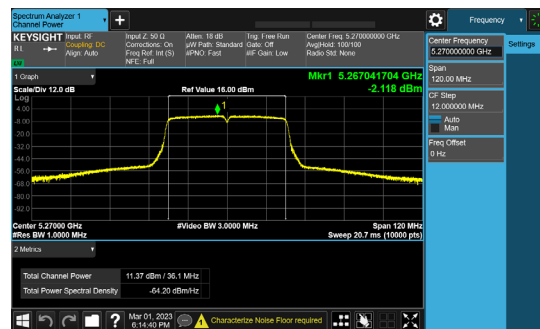 Spectrum Analyzer 1
Channel Power
+
Frequency
KEYSIGHT
RL
Input: RF
Coupling: DC
Align: Auto
Input Z: 50 Ω
Corrections: On
Freq Ref: Int (S)
NFE: Full
Atten: 18 dB
µW Path: Standard
#PNO: Fast
Trig: Free Run
Gate: Off
#IF Gain: Low
Center Freq: 5.270000000 GHz
Avg|Hold: 100/100
Radio Std: None
Center Frequency
5.270000000 GHz
Settings
Span
120.00 MHz
CF Step
12.000000 MHz
Auto
Man
Freq Offset
0 Hz
1 Graph
Scale/Div 12.0 dB
Ref Value 16.00 dBm
Mkr1 5.267041704 GHz
-2.118 dBm
Log
4.00
-8.00
-20.0
-32.0
-44.0
-56.0
-68.0
-80.0
-92.0
1
Center 5.27000 GHz
#Res BW 1.0000 MHz
#Video BW 3.0000 MHz
Span 120 MHz
Sweep 20.7 ms (10000 pts)
2 Metrics
Total Channel Power 11.37 dBm / 36.1 MHz
Total Power Spectral Density -64.20 dBm/Hz
?
Mar 01, 2023
6:14:40 PM
Characterize Noise Floor required